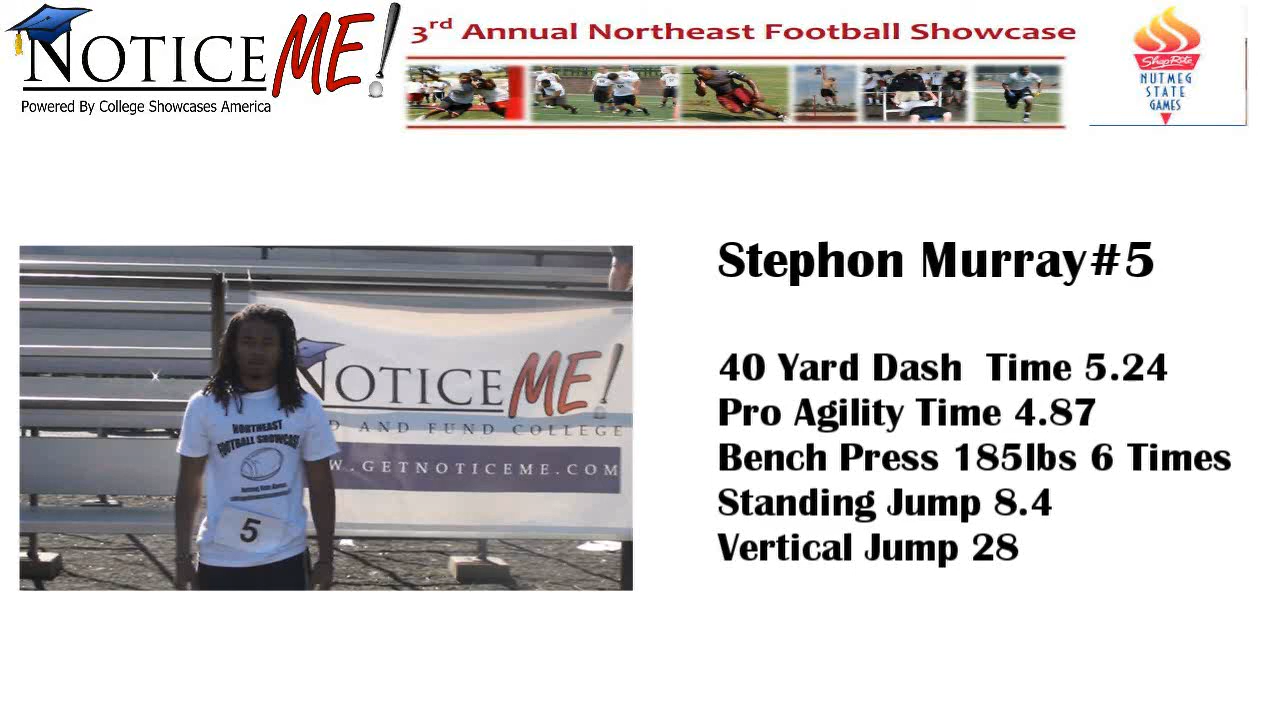 NOTICE ME!
Powered By College Showcases America
3rd Annual Northeast Football Showcase
ShopRite
NUTMEG
STATE
GAMES
Stephon Murray#5
40 Yard Dash  Time 5.24
Pro Agility Time 4.87
Bench Press 185lbs 6 Times
Standing Jump 8.4
Vertical Jump 28
NOTICE ME!
D AND FUND COLLEGE
W.GETNOTICEME.COM
NORTHEAST
FOOTBALL SHOWCASE
5